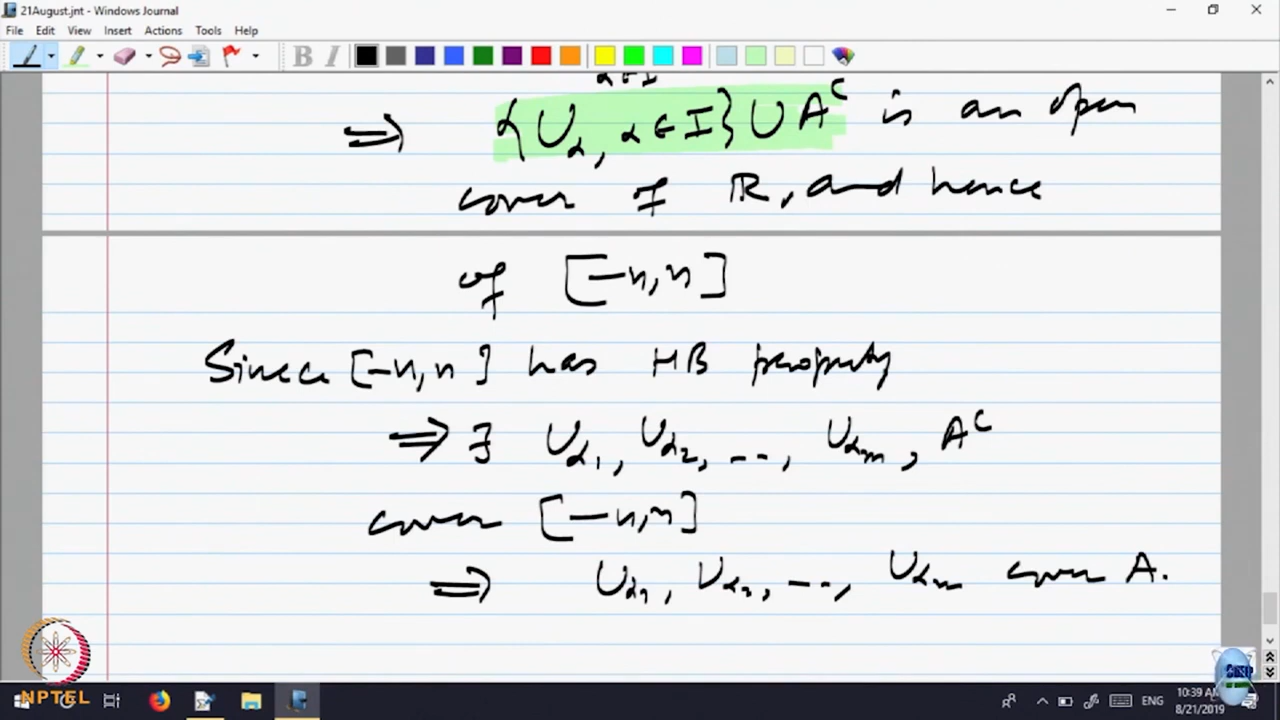 21August.jnt - Windows Journal
File Edit View Insert Actions Tools Help
α∈I
⇒ {U_α, α∈I} ∪ A^c is an open
cover of ℝ, and hence
of [-n, n]
Since [-n, n] has HB property
⇒ ∃ U_α₁, U_α₂, ..., U_αₘ, A^c
cover [-n, n]
⇒ U_α₁, U_α₂, ..., U_αₘ cover A.
NPTEL
ENG
10:39 AM
8/21/2019